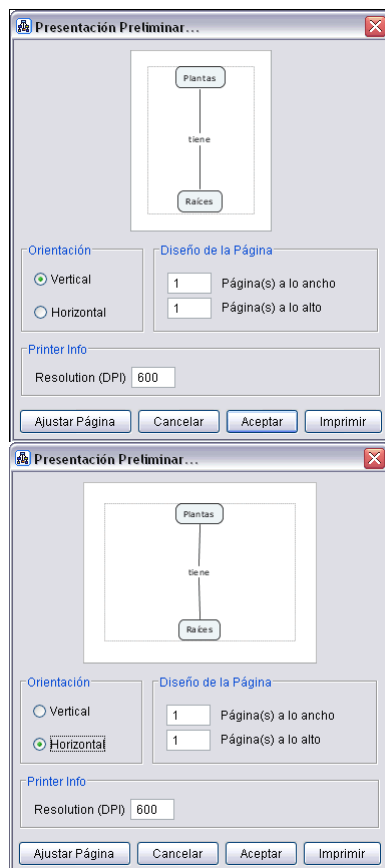 Presentación Preliminar...
Plantas
tiene
Raíces
Orientación
Diseño de la Página
Vertical
1 Página(s) a lo ancho
Horizontal
1 Página(s) a lo alto
Printer Info
Resolution (DPI) 600
Ajustar Página Cancelar Aceptar Imprimir
Presentación Preliminar...
Plantas
tiene
Raíces
Orientación
Diseño de la Página
Vertical
1 Página(s) a lo ancho
Horizontal
1 Página(s) a lo alto
Printer Info
Resolution (DPI) 600
Ajustar Página Cancelar Aceptar Imprimir